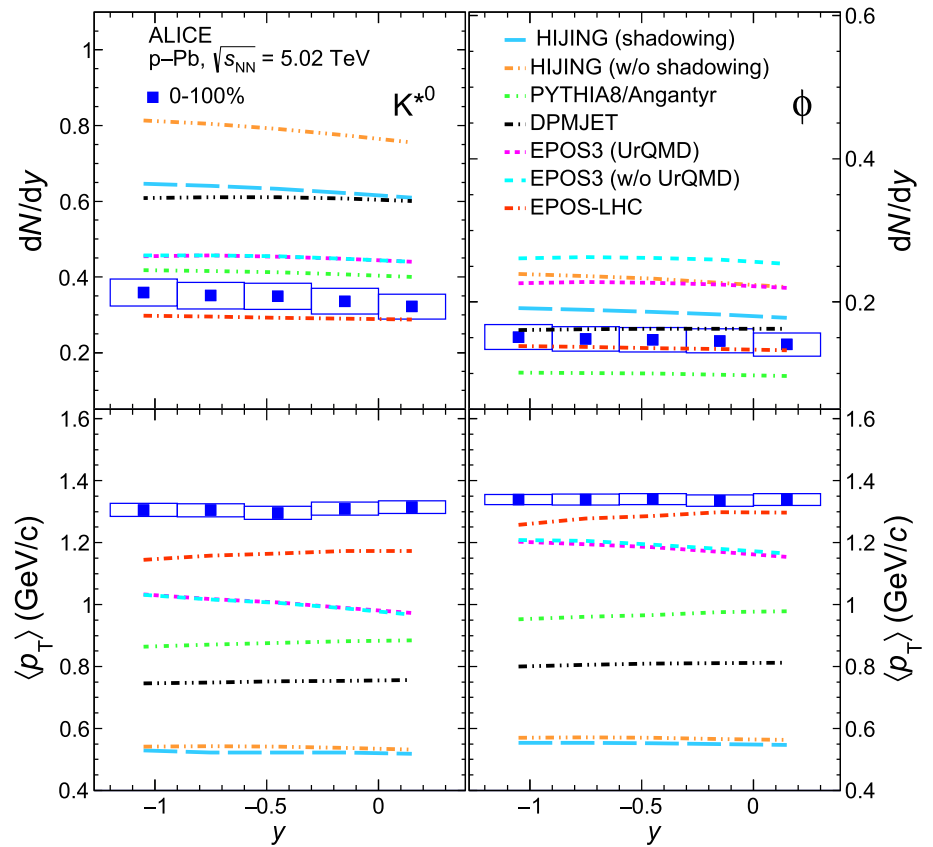 ALICE
p–Pb, √sNN = 5.02 TeV
0-100%
K*0
dN/dy
1
0.8
0.6
0.4
0.2
HIJING (shadowing)
HIJING (w/o shadowing)
PYTHIA8/Angantyr
DPMJET
EPOS3 (UrQMD)
EPOS3 (w/o UrQMD)
EPOS-LHC
ϕ
0.6
0.4
0.2
dN/dy
⟨pT⟩ (GeV/c)
1.6
1.4
1.2
1
0.8
0.6
0.4
−1
−0.5
0
y
1.6
1.4
1.2
1
0.8
0.6
0.4
⟨pT⟩ (GeV/c)
−1
−0.5
0
y